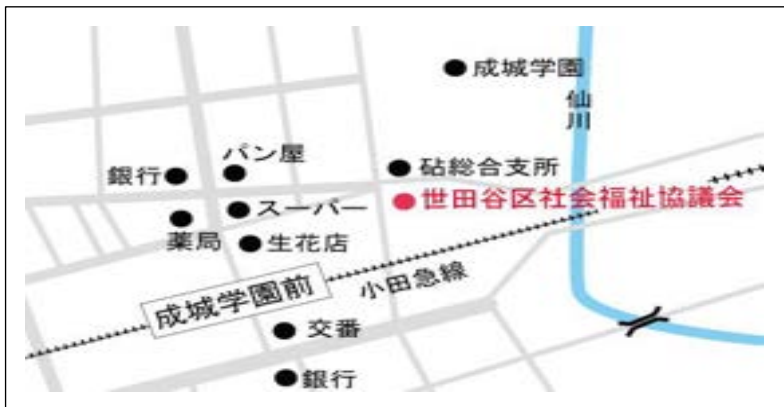 成城学園
仙川
パン屋
銀行
砧総合支所
世田谷区社会福祉協議会
スーパー
薬局
生花店
小田急線
成城学園前
交番
銀行